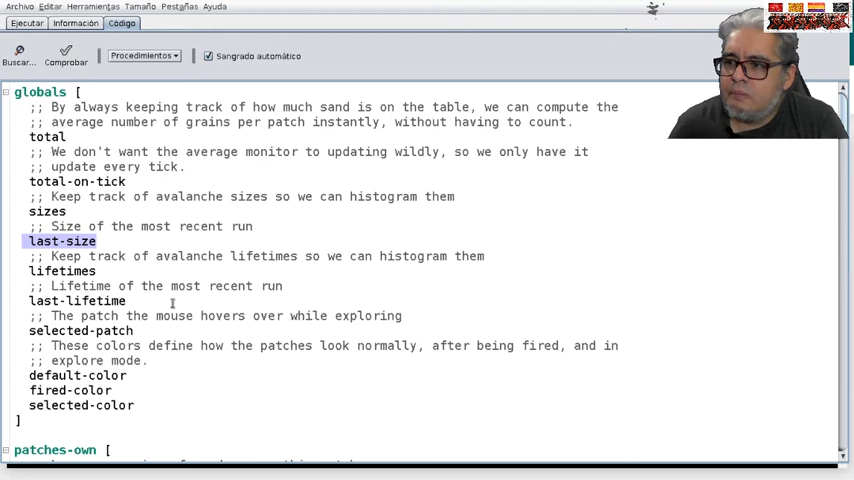 Archivo Editar Herramientas Tamaño Pestañas Ayuda
Ejecutar Información Código
Buscar... Comprobar Procedimientos Sangrado automático
globals [
;; By always keeping track of how much sand is on the table, we can compute the
;; average number of grains per patch instantly, without having to count.
total
;; We don't want the average monitor to updating wildly, so we only have it
;; update every tick.
total-on-tick
;; Keep track of avalanche sizes so we can histogram them
sizes
;; Size of the most recent run
last-size
;; Keep track of avalanche lifetimes so we can histogram them
lifetimes
;; Lifetime of the most recent run
last-lifetime
;; The patch the mouse hovers over while exploring
selected-patch
;; These colors define how the patches look normally, after being fired, and in
;; explore mode.
default-color
fired-color
selected-color
]
patches-own [